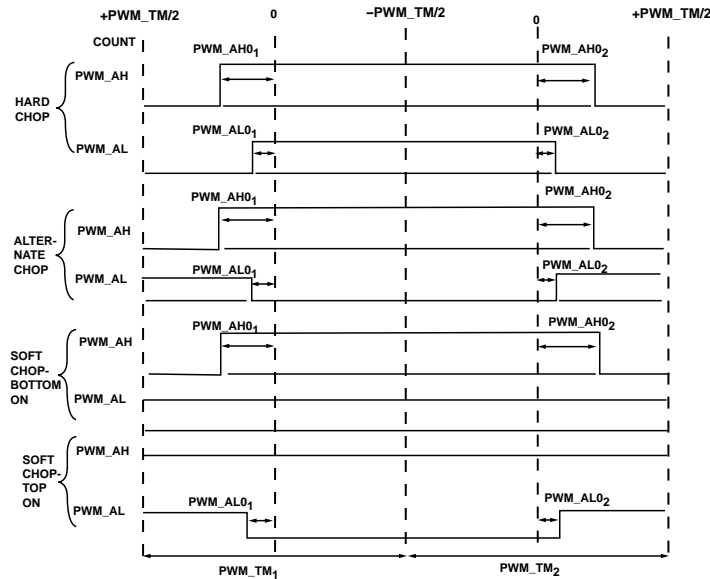 +PWM_TM/2 0 –PWM_TM/2 0 +PWM_TM/2
COUNT
PWM_AH01 PWM_AH02
PWM_AH
HARD
CHOP
PWM_AL01 PWM_AL02
PWM_AL
PWM_AH01 PWM_AH02
PWM_AH
ALTER-
NATE
CHOP
PWM_AL PWM_AL01 PWM_AL02
PWM_AH01 PWM_AH02
PWM_AH
SOFT
CHOP-
BOTTOM
ON
PWM_AL
PWM_AH
SOFT
CHOP-
TOP
ON
PWM_AL PWM_AL01 PWM_AL02
PWM_TM1 PWM_TM2